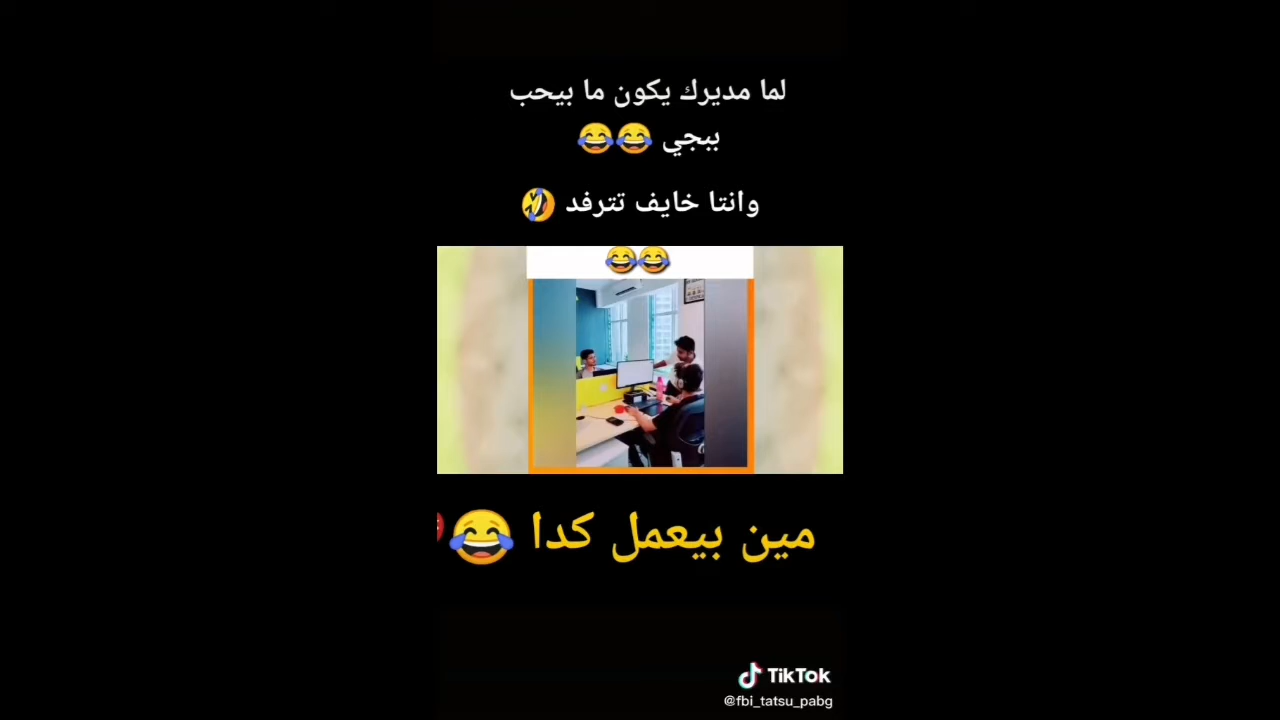 لما مديرك يكون ما بيحب
ببجي 😂😂
وانتا خايف تترفد 🤣
😂😂
مين بيعمل كدا 😂
TikTok
@fbi_tatsu_pabg